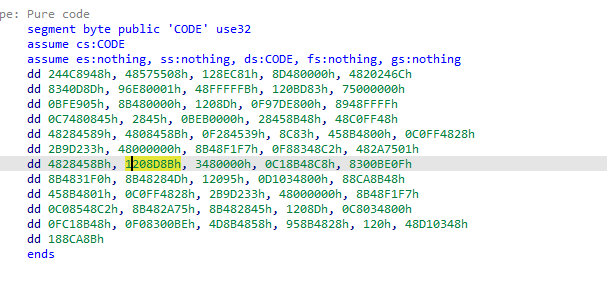 pe: Pure code
segment byte public 'CODE' use32
assume cs:CODE
assume es:nothing, ss:nothing, ds:CODE, fs:nothing, gs:nothing
dd 244C8948h, 48575508h, 128EC81h, 8D480000h, 4820246Ch
dd 8340D8Dh, 96E80001h, 48FFFFFBh, 120BD83h, 75000000h
dd 0BFE905h, 8B480000h, 1208Dh, 0F97DE800h, 8948FFFFh
dd 0C7480845h, 2845h, 0BEB0000h, 28458B48h, 48C0FF48h
dd 48284589h, 4808458Bh, 0F284539h, 8C83h, 458B4800h, 0C0FF4828h
dd 2B9D233h, 48000000h, 8B48F1F7h, 0F88348C2h, 482A7501h
dd 4828458Bh, 1208D8Bh, 3480000h, 0C18B48C8h, 8300BE0Fh
dd 8B4831F0h, 8B48284Dh, 12095h, 0D1034800h, 88CA8B48h
dd 458B4801h, 0C0FF4828h, 2B9D233h, 48000000h, 8B48F1F7h
dd 0C08548C2h, 8B482A75h, 8B482845h, 1208Dh, 0C8034800h
dd 0FC18B48h, 0F08300BEh, 4D8B4858h, 958B4828h, 120h, 48D10348h
dd 188CA8Bh
ends